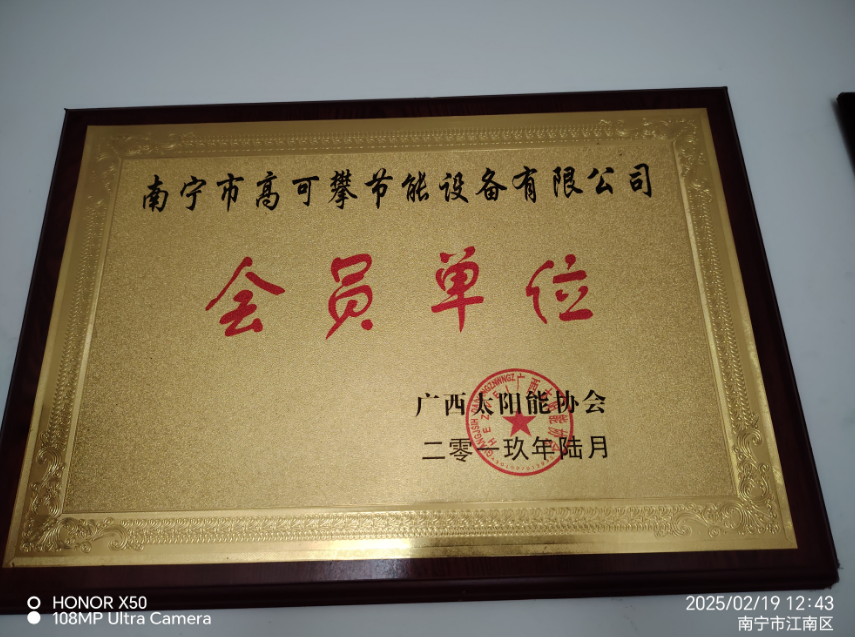 南宁市高可攀节能设备有限公司
会员单位
广西太阳能协会
二零一玖年陆月
HONOR X50
108MP Ultra Camera
2025/02/19 12:43
南宁市江南区